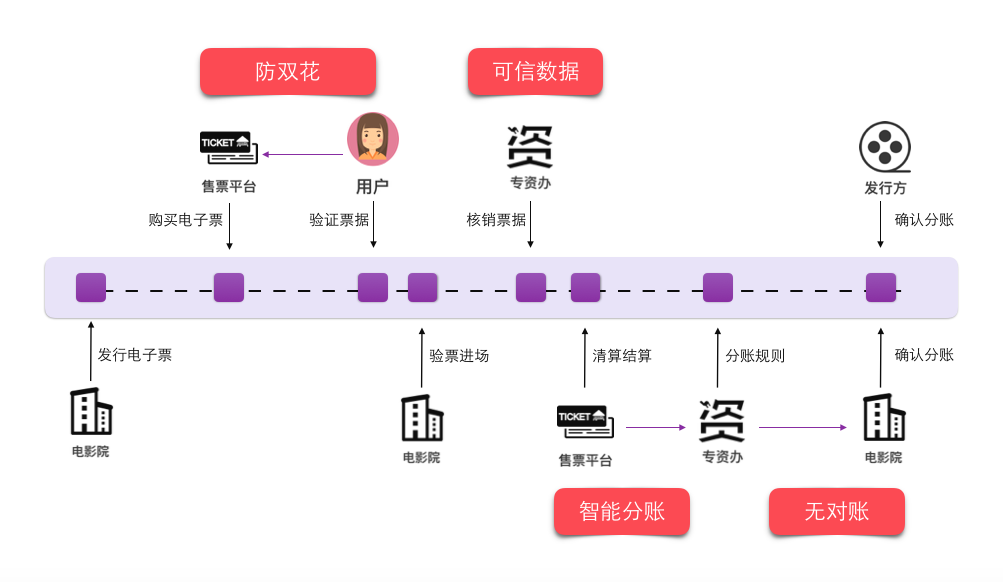 防双花
可信数据
TICKET
售票平台
用户
专资办
发行方
购买电子票
验证票据
核销票据
确认分账
发行电子票
验票进场
清算结算
分账规则
确认分账
电影院
电影院
TICKET
售票平台
资
专资办
电影院
资
智能分账
无对账